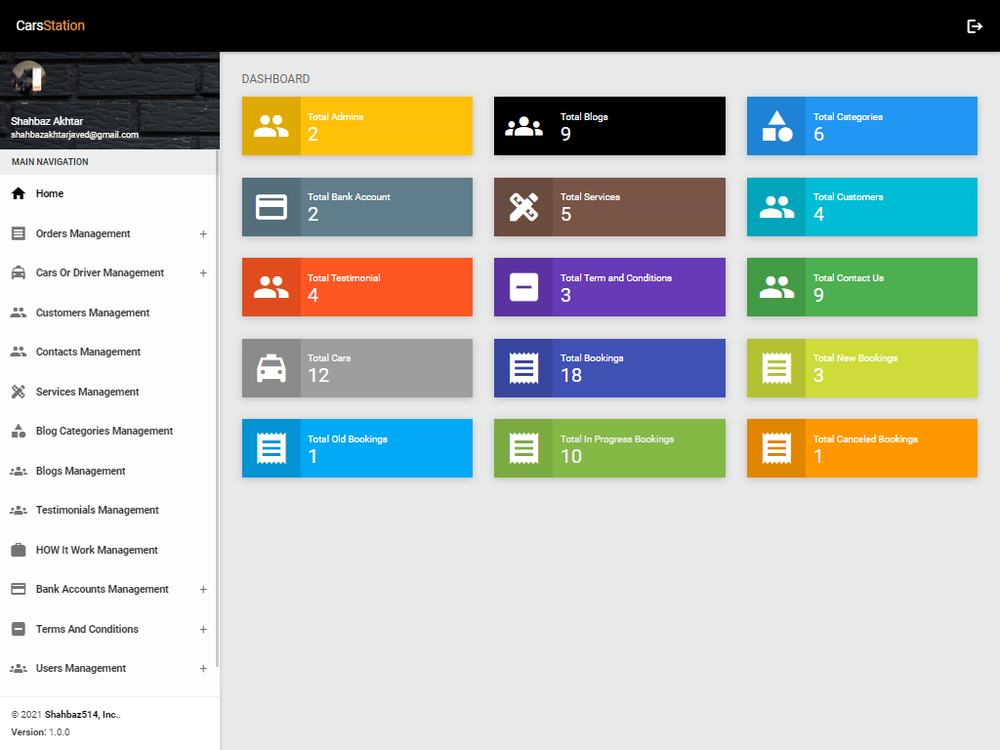 CarsStation
Shahbaz Akhtar
shahbazakhtarjaved@gmail.com
MAIN NAVIGATION
Home
Orders Management +
Cars Or Driver Management +
Customers Management
Contacts Management
Services Management
Blog Categories Management
Blogs Management
Testimonials Management
HOW It Work Management
Bank Accounts Management +
Terms And Conditions +
Users Management +
© 2021 Shahbaz514, Inc..
Version: 1.0.0
DASHBOARD
Total Admins
2
Total Blogs
9
Total Categories
6
Total Bank Account
2
Total Services
5
Total Customers
4
Total Testimonial
4
Total Term and Conditions
3
Total Contact Us
9
Total Cars
12
Total Bookings
18
Total New Bookings
3
Total Old Bookings
1
Total In Progress Bookings
10
Total Canceled Bookings
1